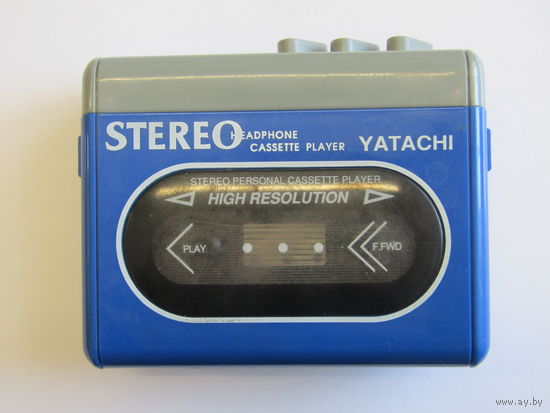 STEREO HEADPHONE
CASSETTE PLAYER YATACHI
STEREO PERSONAL CASSETTE PLAYER
HIGH RESOLUTION
PLAY F.FWD
www.ay.by